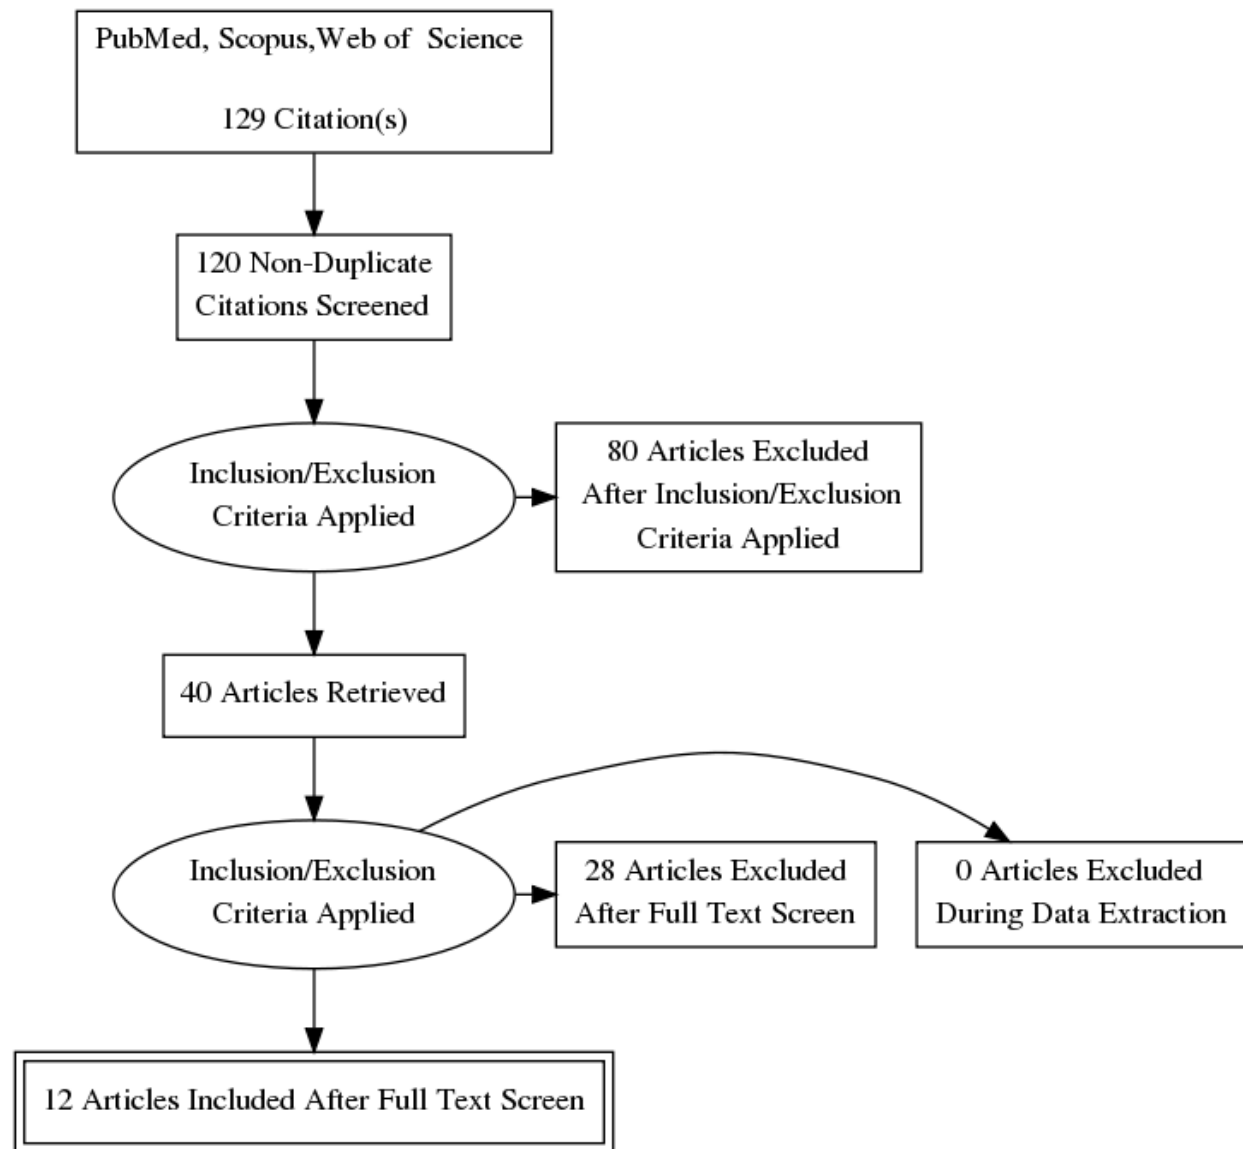 PubMed, Scopus,Web of  Science
129 Citation(s)
120 Non-Duplicate
Citations Screened
Inclusion/Exclusion
Criteria Applied
80 Articles Excluded
After Inclusion/Exclusion
Criteria Applied
40 Articles Retrieved
Inclusion/Exclusion
Criteria Applied
28 Articles Excluded
After Full Text Screen
0 Articles Excluded
During Data Extraction
12 Articles Included After Full Text Screen